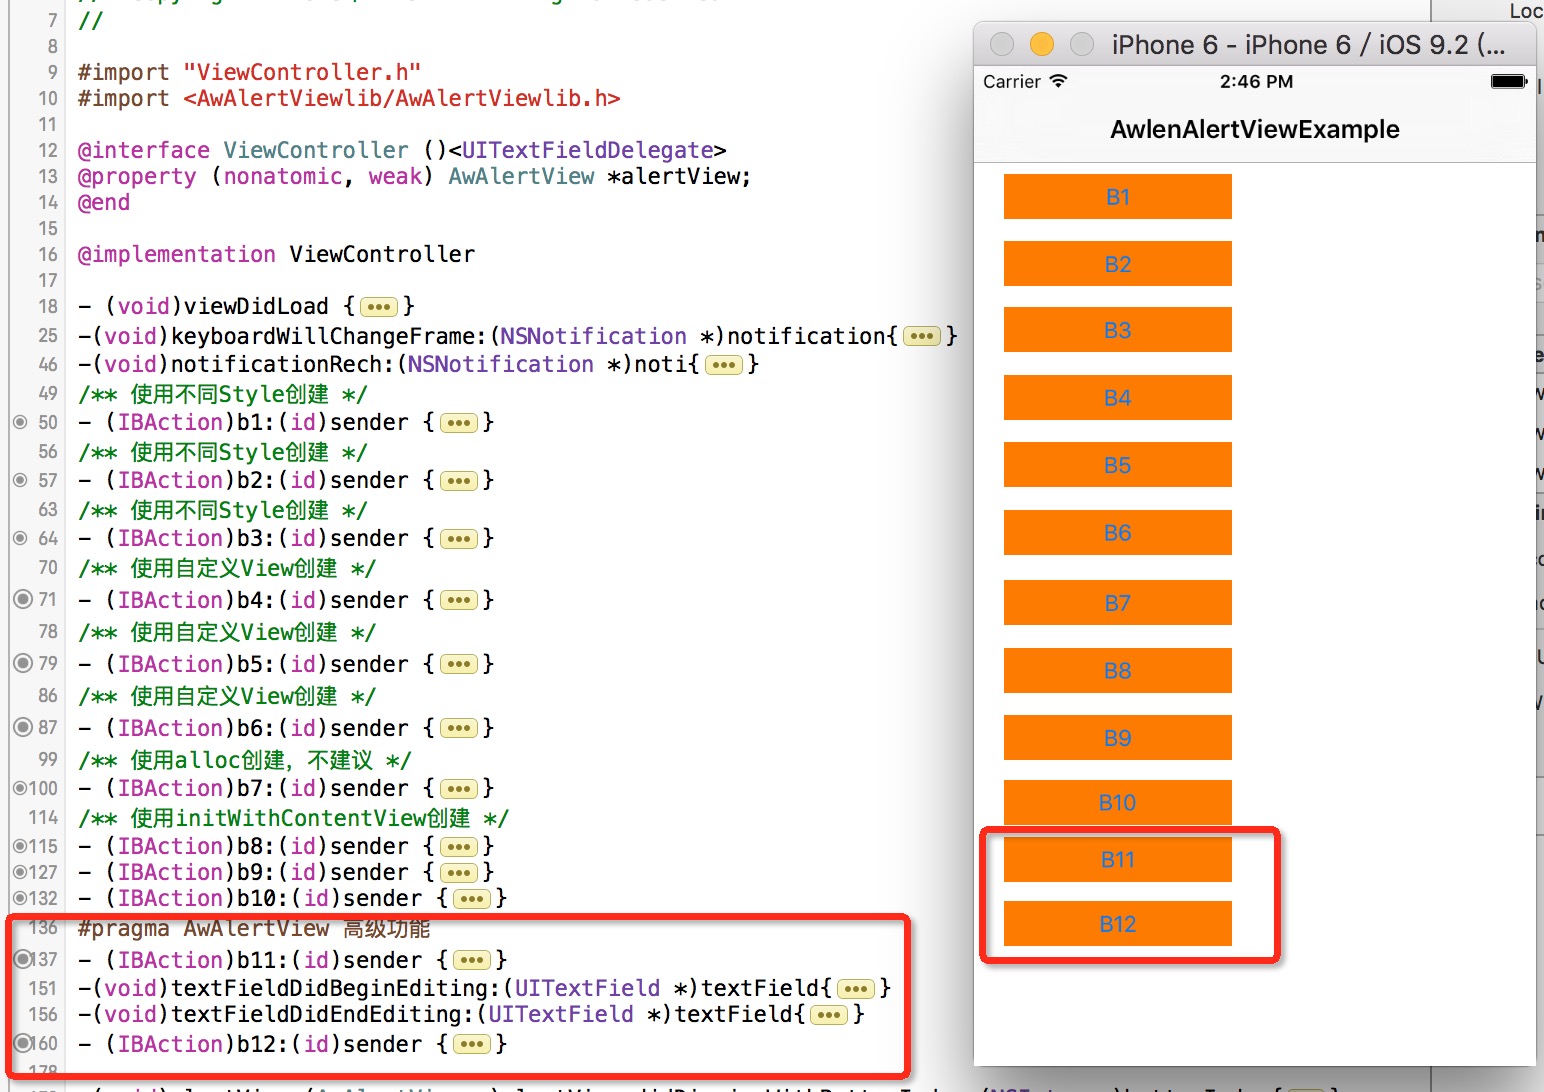 7 //
8
9 #import "ViewController.h"
10 #import <AwAlertViewlib/AwAlertViewlib.h>
11
12 @interface ViewController ()<UITextFieldDelegate>
13 @property (nonatomic, weak) AwAlertView *alertView;
14 @end
15
16 @implementation ViewController
17
18 - (void)viewDidLoad {•••}
25 -(void)keyboardWillChangeFrame:(NSNotification *)notification{•••}
46 -(void)notificationRech:(NSNotification *)noti{•••}
49 /** 使用不同Style创建 */
50 - (IBAction)b1:(id)sender {•••}
56 /** 使用不同Style创建 */
57 - (IBAction)b2:(id)sender {•••}
63 /** 使用不同Style创建 */
64 - (IBAction)b3:(id)sender {•••}
70 /** 使用自定义View创建 */
71 - (IBAction)b4:(id)sender {•••}
78 /** 使用自定义View创建 */
79 - (IBAction)b5:(id)sender {•••}
86 /** 使用自定义View创建 */
87 - (IBAction)b6:(id)sender {•••}
99 /** 使用alloc创建，不建议 */
100 - (IBAction)b7:(id)sender {•••}
114 /** 使用initWithContentView创建 */
115 - (IBAction)b8:(id)sender {•••}
127 - (IBAction)b9:(id)sender {•••}
132 - (IBAction)b10:(id)sender {•••}
136 #pragma AwAlertView 高级功能
137 - (IBAction)b11:(id)sender {•••}
151 -(void)textFieldDidBeginEditing:(UITextField *)textField{•••}
156 -(void)textFieldDidEndEditing:(UITextField *)textField{•••}
160 - (IBAction)b12:(id)sender {•••}
178
iPhone 6 - iPhone 6 / iOS 9.2 (...
Carrier 2:46 PM
AwlenAlertViewExample
B1
B2
B3
B4
B5
B6
B7
B8
B9
B10
B11
B12
Loc